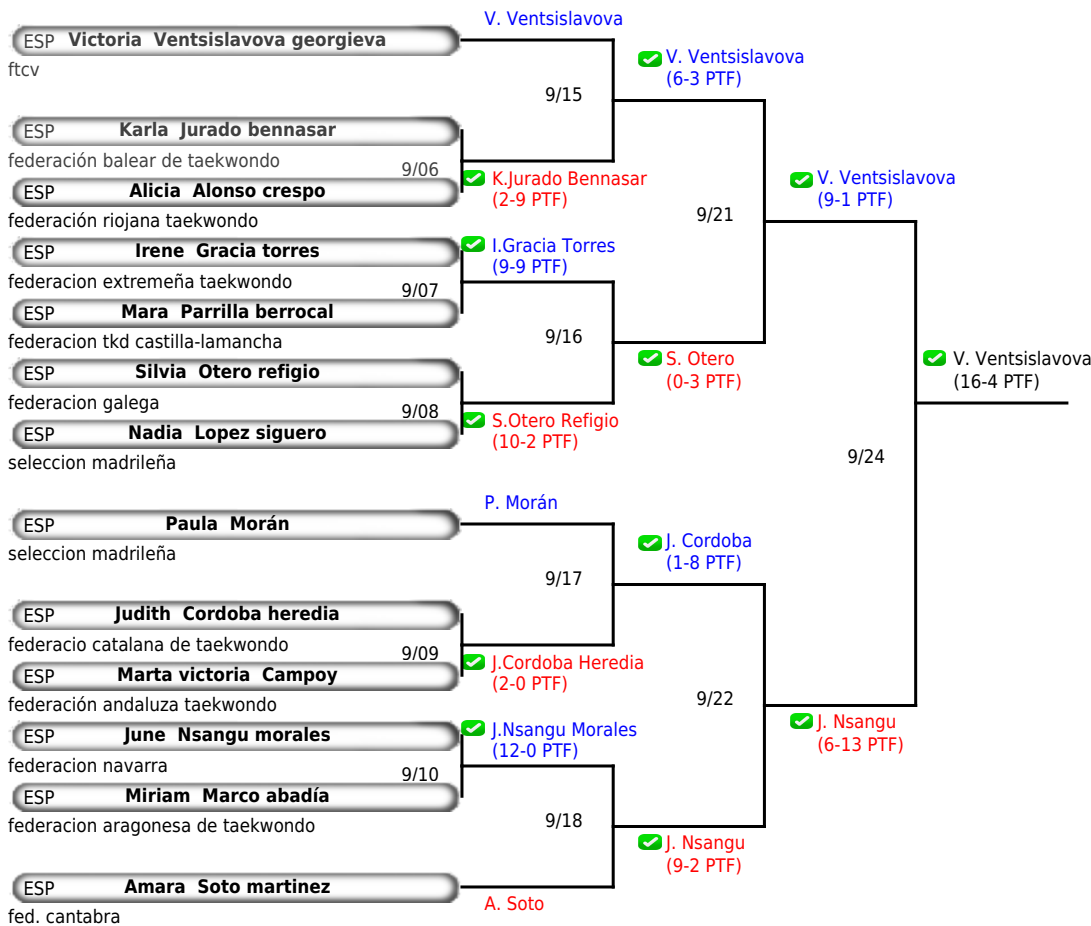 V. Ventsislavova
ESP Victoria Ventsislavova georgieva
ftcv
V. Ventsislavova
(6-3 PTF)
9/15
ESP Karla Jurado bennasar
federación balear de taekwondo
9/06
K.Jurado Bennasar
(2-9 PTF)
ESP Alicia Alonso crespo
federación riojana taekwondo
V. Ventsislavova
(9-1 PTF)
9/21
ESP Irene Gracia torres
I.Gracia Torres
(9-9 PTF)
federacion extremeña taekwondo
9/07
ESP Mara Parrilla berrocal
federacion tkd castilla-lamancha
9/16
ESP Silvia Otero refigio
S. Otero
(0-3 PTF)
V. Ventsislavova
(16-4 PTF)
federacion galega
9/08
S.Otero Refigio
(10-2 PTF)
ESP Nadia Lopez siguero
seleccion madrileña
9/24
P. Morán
ESP Paula Morán
seleccion madrileña
J. Cordoba
(1-8 PTF)
9/17
ESP Judith Cordoba heredia
federacio catalana de taekwondo
9/09
J.Cordoba Heredia
(2-0 PTF)
ESP Marta victoria Campoy
federación andaluza taekwondo
9/22
ESP June Nsangu morales
J.Nsangu Morales
(12-0 PTF)
J. Nsangu
(6-13 PTF)
federacion navarra
9/10
ESP Miriam Marco abadía
federacion aragonesa de taekwondo
9/18
J. Nsangu
(9-2 PTF)
ESP Amara Soto martinez
A. Soto
fed. cantabra